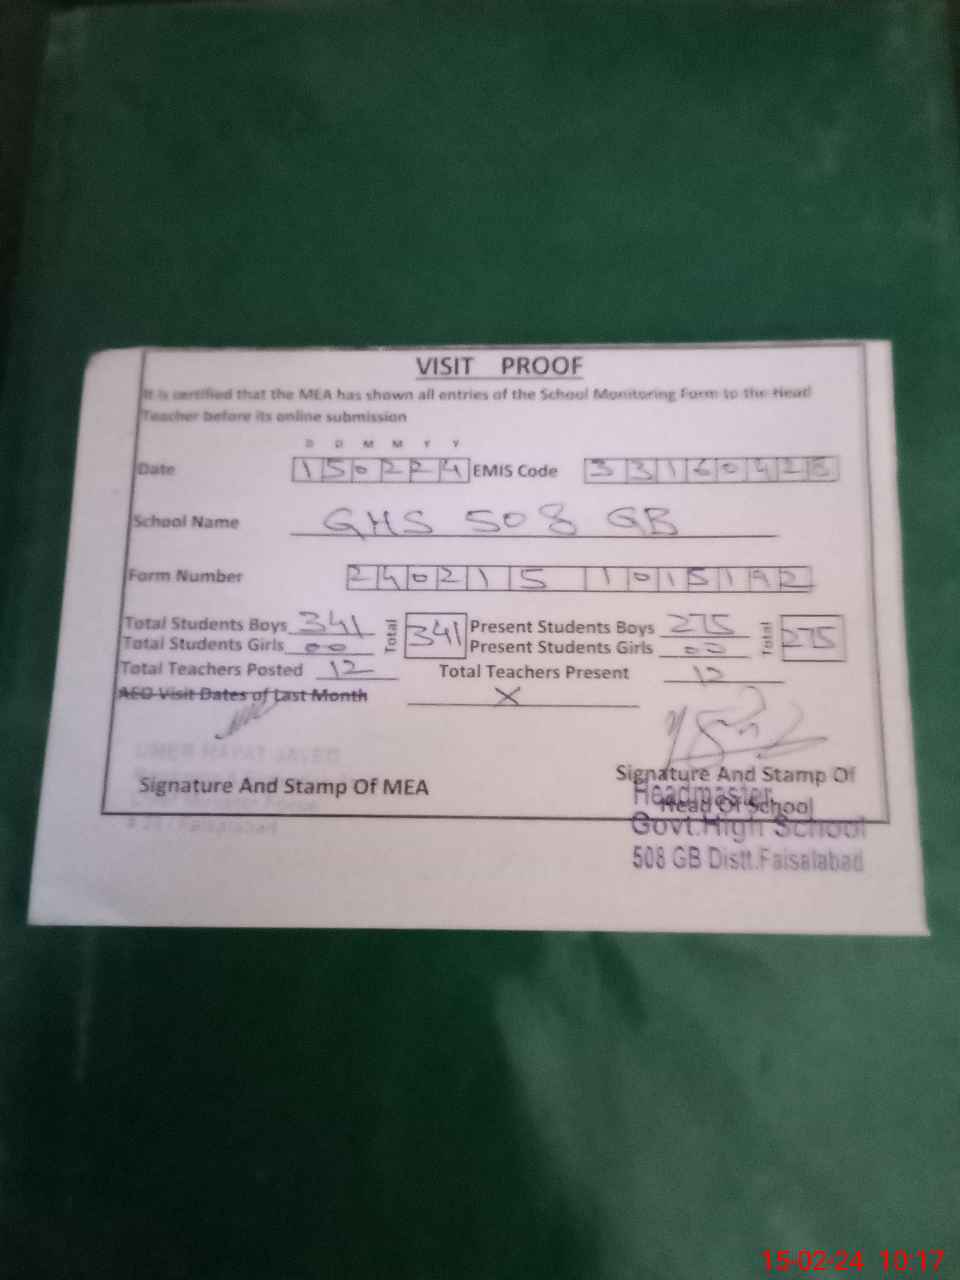 VISIT PROOF
It is certified that the MEA has shown all entries of the School Monitoring Form to the Head
Teacher before its online submission
D D M M Y Y
Date 150224 EMIS Code 33160428
School Name GHS 508 GB
Form Number 240215 1015192
Total Students Boys 341 Total 341 Present Students Boys 275 Total 275
Total Students Girls 00 Present Students Girls 00
Total Teachers Posted 12 Total Teachers Present 12
AEO Visit Dates of Last Month X
Signature And Stamp Of MEA
Signature And Stamp Of
Head Of School
Headmaster
Govt.High School
508 GB Distt.Faisalabad
15-02-24 10:17